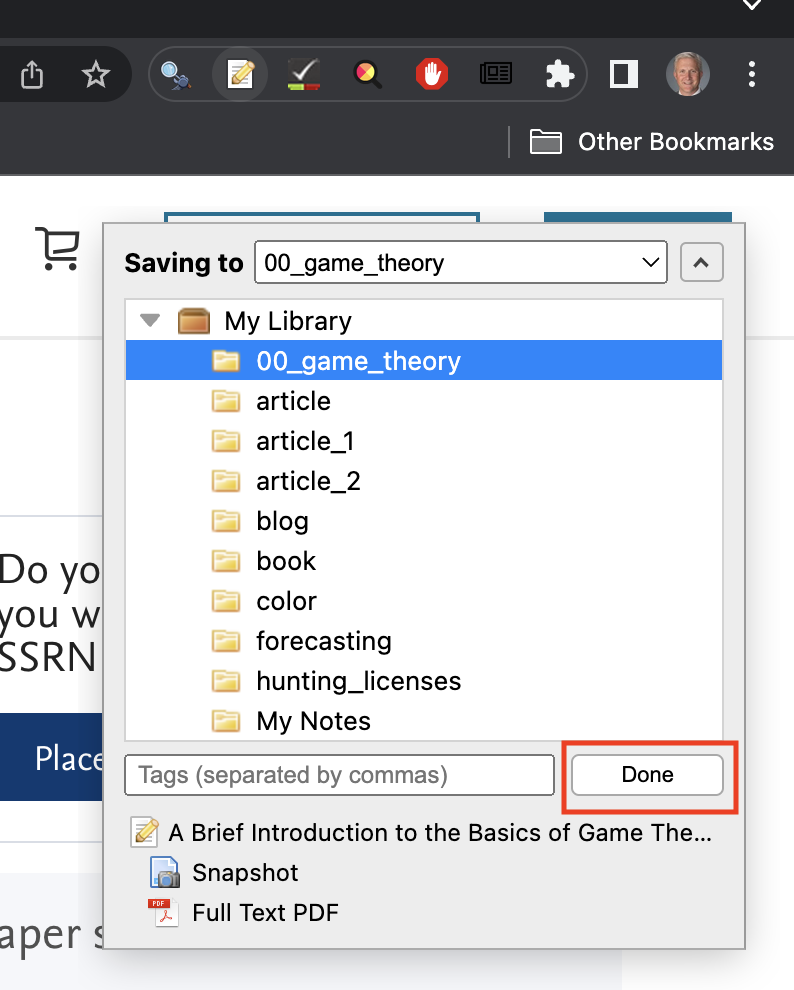 Other Bookmarks
Saving to 00_game_theory
My Library
00_game_theory
article
article_1
article_2
blog
book
color
forecasting
hunting_licenses
My Notes
Tags (separated by commas)
Done
A Brief Introduction to the Basics of Game The...
Snapshot
PDF
Full Text PDF
Do yo
you w
SSRN
Place
aper s